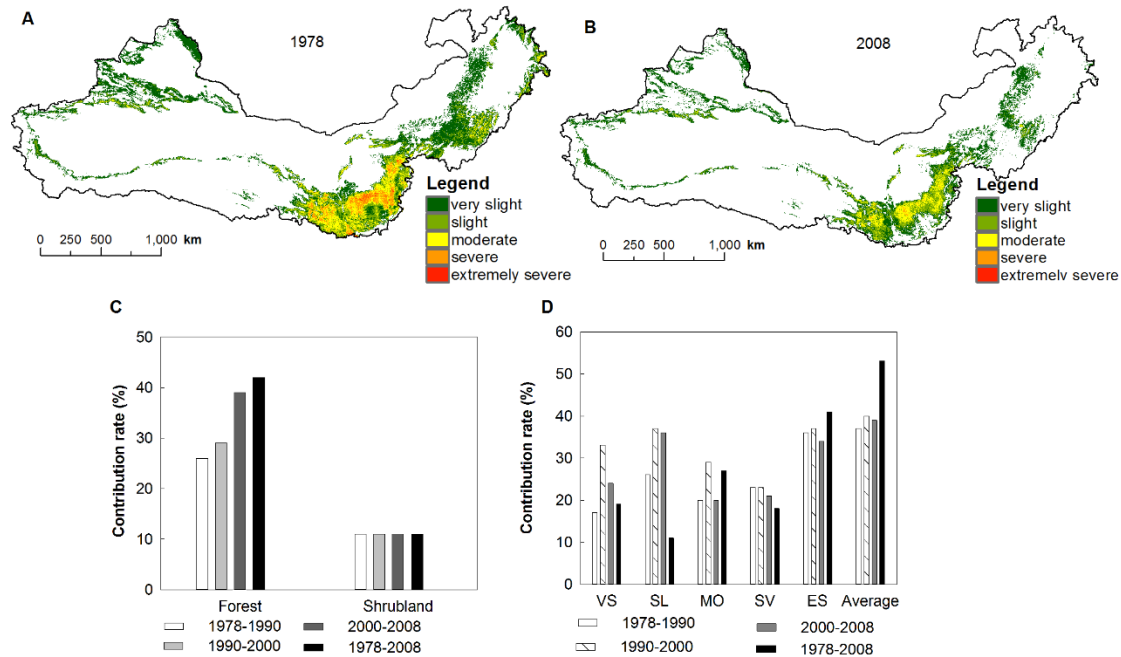 A
1978
Legend
very slight
slight
moderate
severe
extremely severe
0 250 500 1,000 km
B
2008
Legend
very slight
slight
moderate
severe
extremely severe
0 250 500 1,000 km
C
Contribution rate (%)
50
40
30
20
10
0
Forest Shrubland
1978-1990 2000-2008
1990-2000 1978-2008
D
Contribution rate (%)
60
50
40
30
20
10
0
VS SL MO SV ES Average
1978-1990 2000-2008
1990-2000 1978-2008